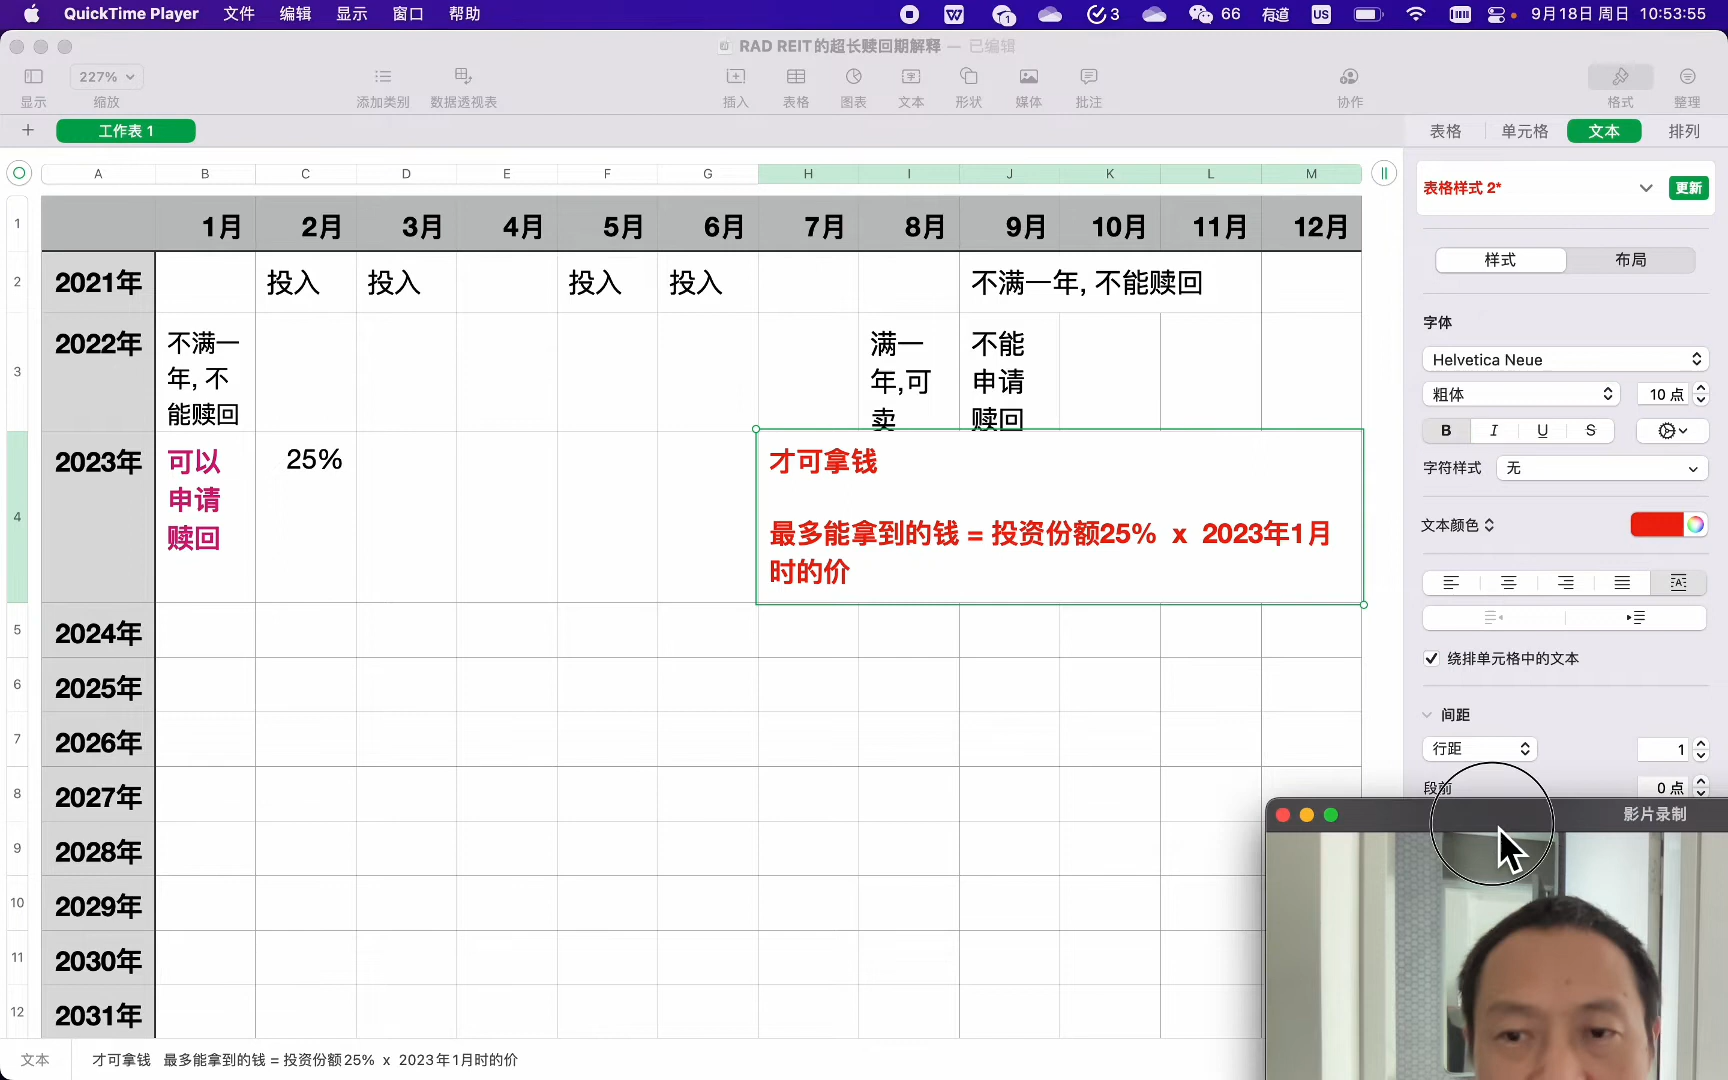 QuickTime Player 文件 编辑 显示 窗口 帮助 1 3 66 有道 US 9月18日 周日 10:53:55
RAD REIT的超长赎回期解释 — 已编辑
227%
显示 缩放 添加类别 数据透视表 插入 表格 图表 文本 形状 媒体 批注 协作 格式 整理
+ 工作表 1
表格 单元格 文本 排列
A B C D E F G H I J K L M
表格样式 2* 更新
1 1月 2月 3月 4月 5月 6月 7月 8月 9月 10月 11月 12月
样式 布局
2 2021年 投入 投入 投入 投入 不满一年, 不能赎回
3 2022年
不满一
年, 不
能赎回
满一
年,可
卖
不能
申请
赎回
4 2023年
可以
申请
赎回
25%
才可拿钱
最多能拿到的钱 = 投资份额25% x 2023年1月
时的价
5 2024年
6 2025年
7 2026年
8 2027年
9 2028年
10 2029年
11 2030年
12 2031年
字体
Helvetica Neue
粗体 10 点
B I U S
字符样式 无
文本颜色
绕排单元格中的文本
间距
行距 1
段前 0 点
影片录制
文本 才可拿钱 最多能拿到的钱 = 投资份额25% x 2023年1月时的价